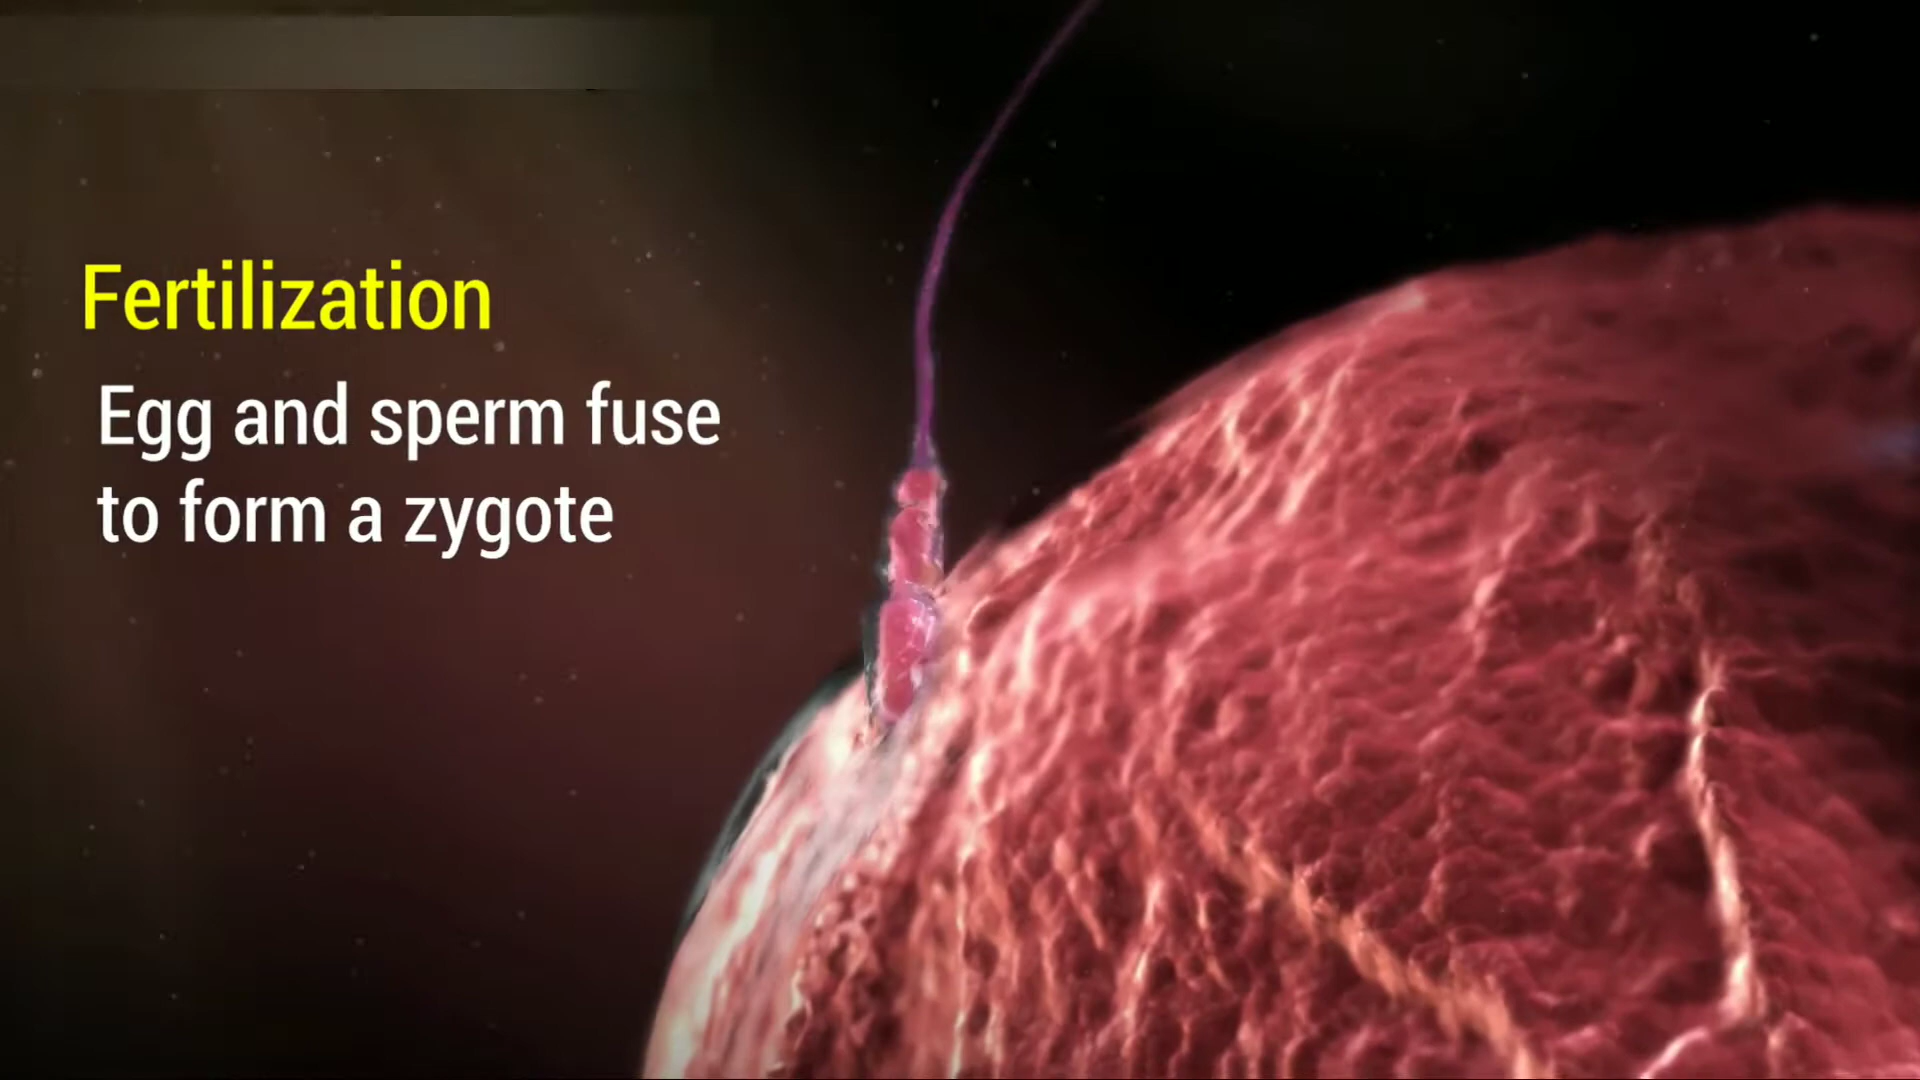 Fertilization
Egg and sperm fuse
to form a zygote